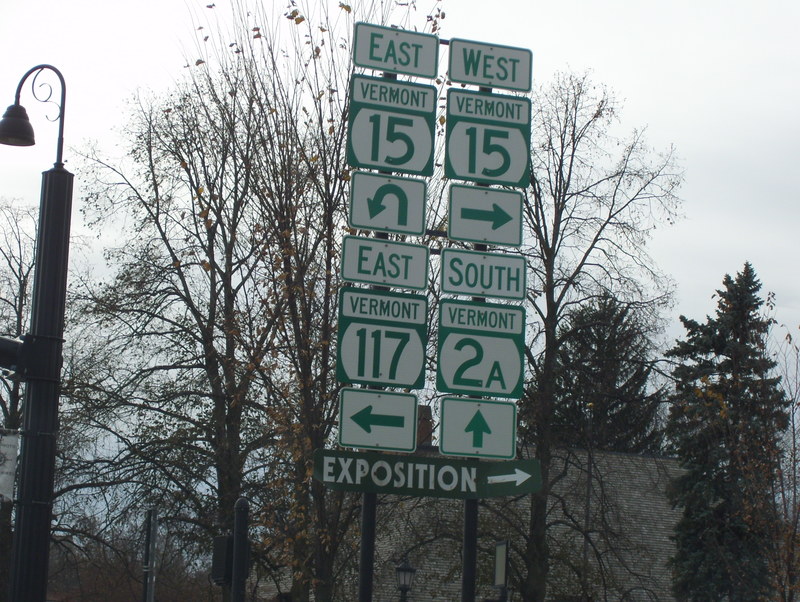 EAST
VERMONT
15
EAST
VERMONT
117
WEST
VERMONT
15
SOUTH
VERMONT
2A
EXPOSITION